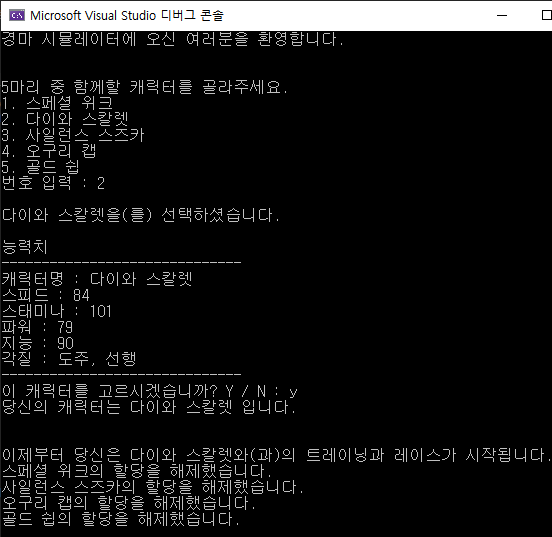 Microsoft Visual Studio 디버그 콘솔
경마 시뮬레이터에 오신 여러분을 환영합니다.
5마리 중 함께할 캐릭터를 골라주세요.
1. 스페셜 위크
2. 다이와 스칼렛
3. 사일런스 스즈카
4. 오구리 캡
5. 골드 쉽
번호 입력 : 2
다이와 스칼렛을(를) 선택하셨습니다.
능력치
------------------------------
캐릭터명 : 다이와 스칼렛
스피드 : 84
스태미나 : 101
파워 : 79
지능 : 90
각질 : 도주, 선행
------------------------------
이 캐릭터를 고르시겠습니까? Y / N : y
당신의 캐릭터는 다이와 스칼렛 입니다.
이제부터 당신은 다이와 스칼렛와(과)의 트레이닝과 레이스가 시작됩니다.
스페셜 위크의 할당을 해제했습니다.
사일런스 스즈카의 할당을 해제했습니다.
오구리 캡의 할당을 해제했습니다.
골드 쉽의 할당을 해제했습니다.